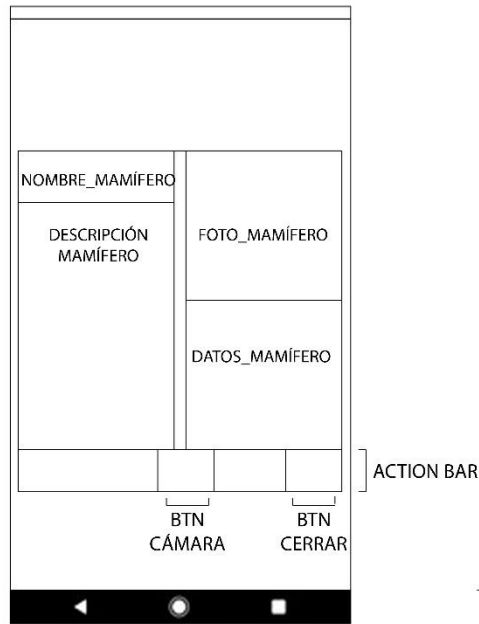 NOMBRE_MAMÍFERO
DESCRIPCIÓN
MAMÍFERO
FOTO_MAMÍFERO
DATOS_MAMÍFERO
ACTION BAR
BTN
CÁMARA
BTN
CERRAR